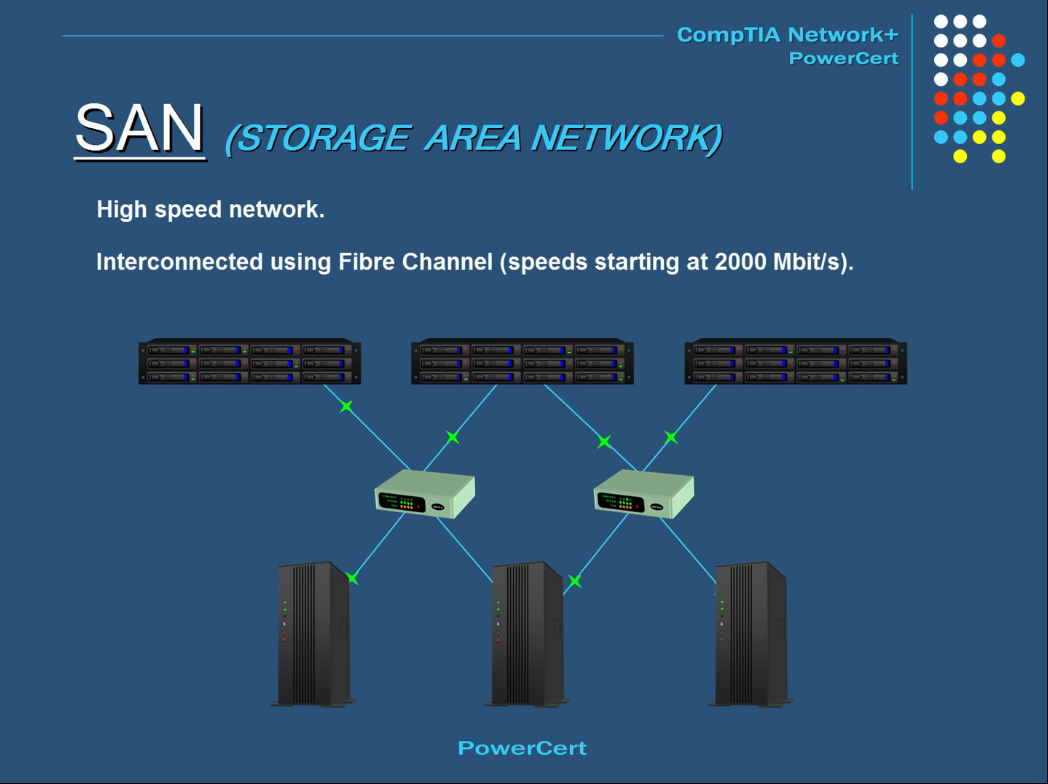 CompTIA Network+
PowerCert
SAN (STORAGE AREA NETWORK)
High speed network.
Interconnected using Fibre Channel (speeds starting at 2000 Mbit/s).
PowerCert